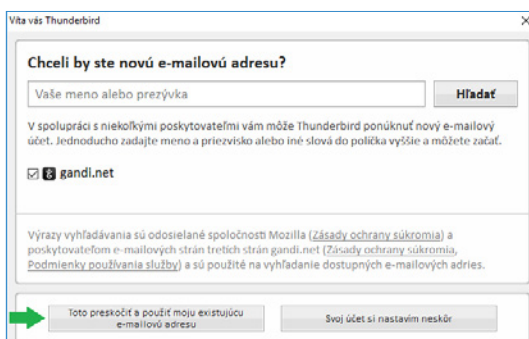 Víta vás Thunderbird
Chceli by ste novú e-mailovú adresu?
Vaše meno alebo prezývka
Hľadať
V spolupráci s niekoľkými poskytovateľmi vám môže Thunderbird ponúknuť nový e-mailový
účet. Jednoducho zadajte meno a priezvisko alebo iné slová do políčka vyššie a môžete začať.
gandi.net
Výrazy vyhľadávania sú odosielané spoločnosti Mozilla (Zásady ochrany súkromia) a
poskytovateľom e-mailových strán tretích strán gandi.net (Zásady ochrany súkromia,
Podmienky používania služby) a sú použité na vyhľadanie dostupných e-mailových adries.
Toto preskočiť a použiť moju existujúcu
e-mailovú adresu
Svoj účet si nastavím neskôr